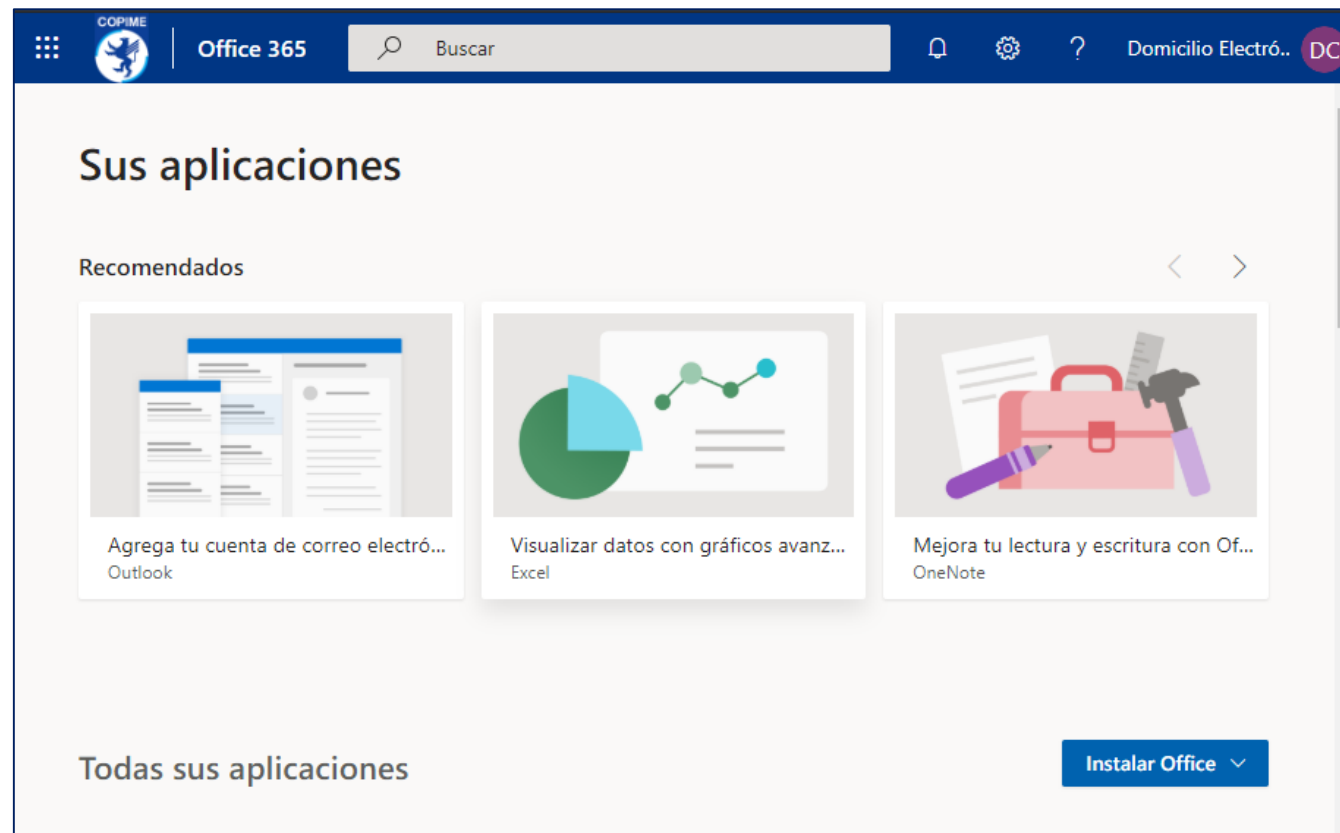 COPIME
Office 365
Buscar
?
Domicilio Electró..
DC
Sus aplicaciones
Recomendados
Agrega tu cuenta de correo electró...
Outlook
Visualizar datos con gráficos avanz...
Excel
Mejora tu lectura y escritura con Of...
OneNote
Todas sus aplicaciones
Instalar Office